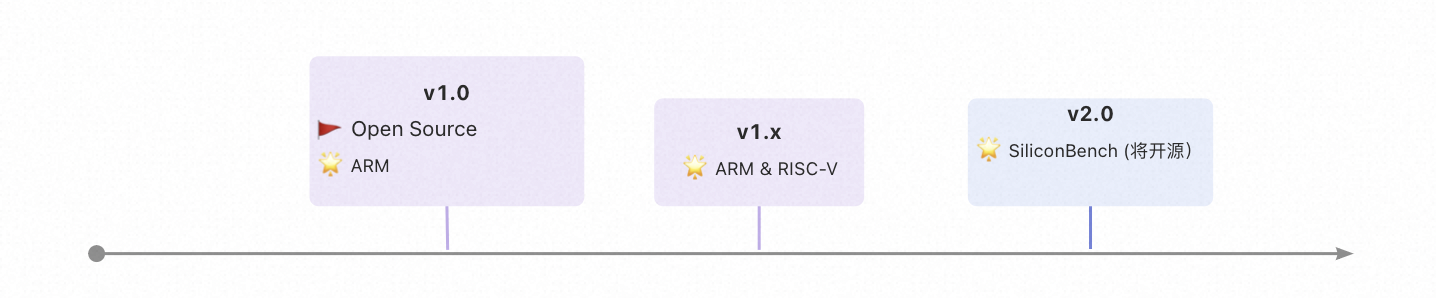 v1.0
🚩 Open Source
🌟 ARM
v1.x
🌟 ARM & RISC-V
v2.0
🌟 SiliconBench (将开源）